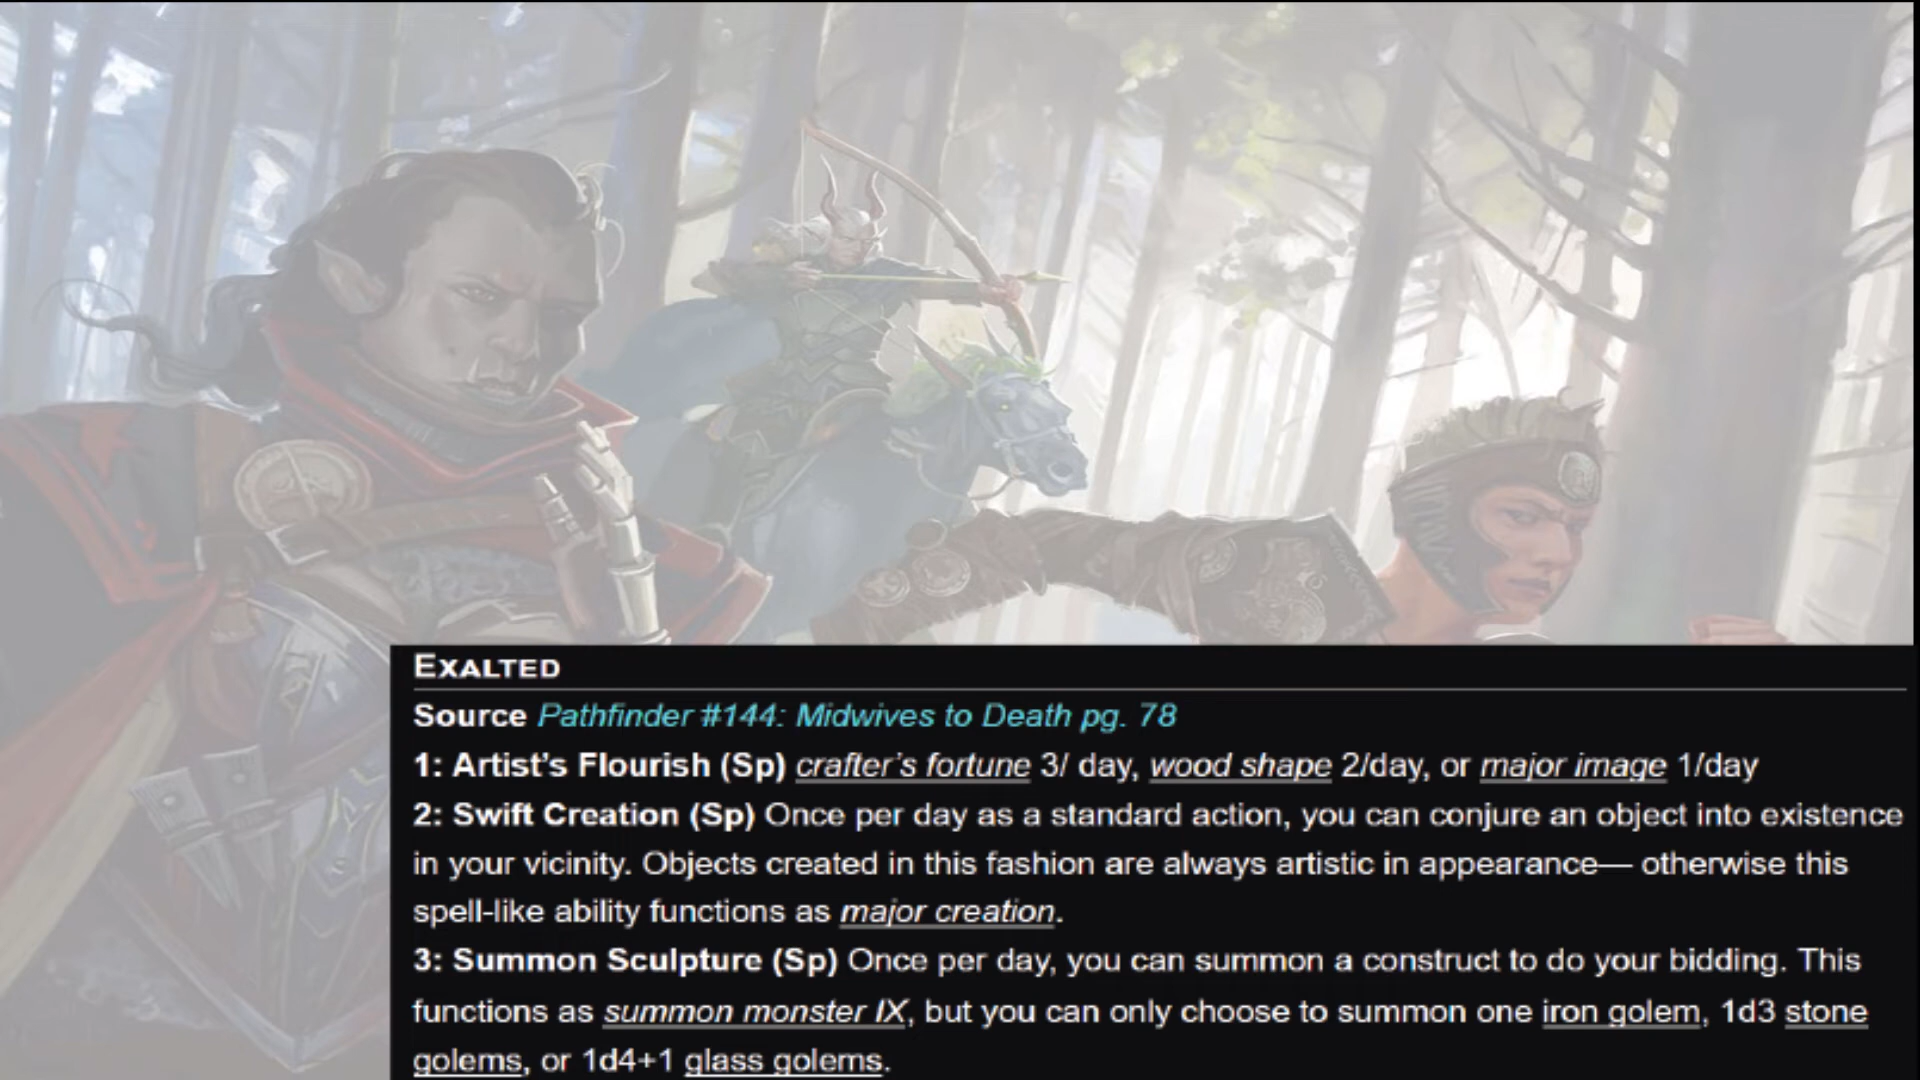 EXALTED
Source Pathfinder #144: Midwives to Death pg. 78
1: Artist's Flourish (Sp) crafter's fortune 3/ day, wood shape 2/day, or major image 1/day
2: Swift Creation (Sp) Once per day as a standard action, you can conjure an object into existence
in your vicinity. Objects created in this fashion are always artistic in appearance— otherwise this
spell-like ability functions as major creation.
3: Summon Sculpture (Sp) Once per day, you can summon a construct to do your bidding. This
functions as summon monster IX, but you can only choose to summon one iron golem, 1d3 stone
golems, or 1d4+1 glass golems.